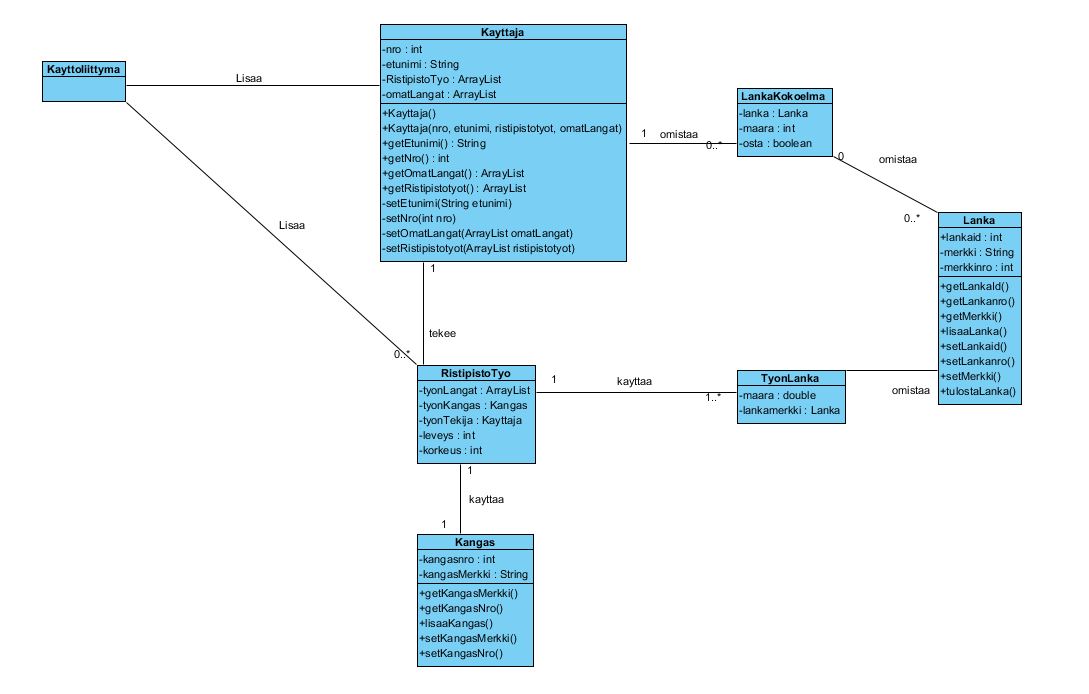 Kayttoliittyma
Lisaa
Lisaa
Kayttaja
-nro : int
-etunimi : String
-RistipistoTyo : ArrayList
-omatLangat : ArrayList
+Kayttaja()
+Kayttaja(nro, etunimi, ristipistotyot, omatLangat)
+getEtunimi() : String
+getNro() : int
+getOmatLangat() : ArrayList
+getRistipistotyot() : ArrayList
-setEtunimi(String etunimi)
-setNro(int nro)
-setOmatLangat(ArrayList omatLangat)
-setRistipistotyot(ArrayList ristipistotyot)
1
omistaa
0..*
LankaKokoelma
-lanka : Lanka
-maara : int
-osta : boolean
0
omistaa
0..*
Lanka
+lankaid : int
-merkki : String
-merkkinro : int
+getLankaId()
+getLankanro()
+getMerkki()
+lisaaLanka()
+setLankaid()
+setLankanro()
+setMerkki()
+tulostaLanka()
1
tekee
0..*
RistipistoTyo
-tyonLangat : ArrayList
-tyonKangas : Kangas
-tyonTekija : Kayttaja
-leveys : int
-korkeus : int
1
kayttaa
1..*
TyonLanka
-maara : double
-lankamerkki : Lanka
omistaa
1
kayttaa
1
Kangas
-kangasnro : int
-kangasMerkki : String
+getKangasMerkki()
+getKangasNro()
+lisaaKangas()
+setKangasMerkki()
+setKangasNro()